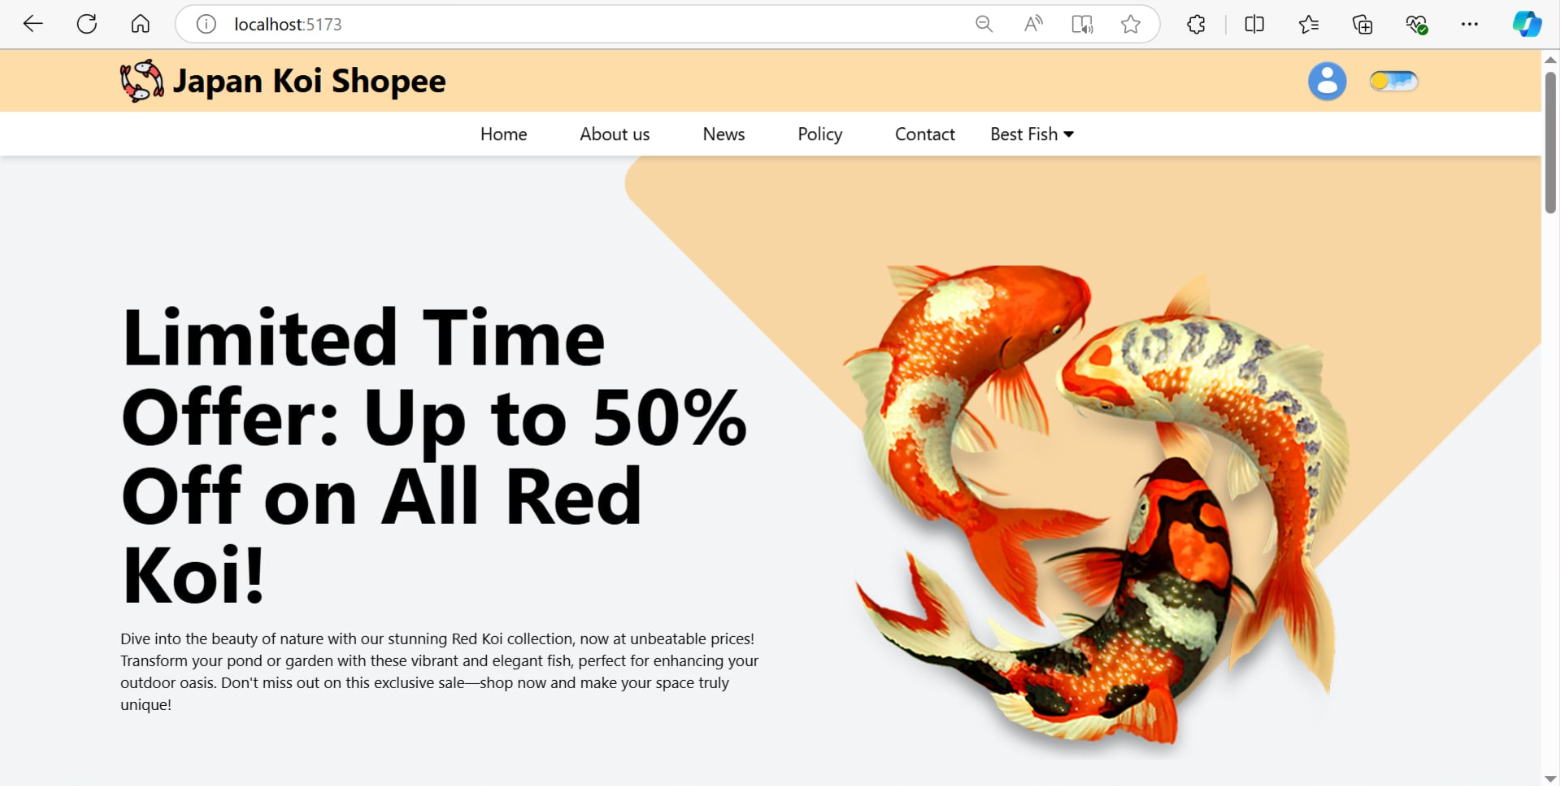 localhost:5173
Japan Koi Shopee
Home About us News Policy Contact Best Fish
Limited Time
Offer: Up to 50%
Off on All Red
Koi!
Dive into the beauty of nature with our stunning Red Koi collection, now at unbeatable prices!
Transform your pond or garden with these vibrant and elegant fish, perfect for enhancing your
outdoor oasis. Don't miss out on this exclusive sale—shop now and make your space truly
unique!